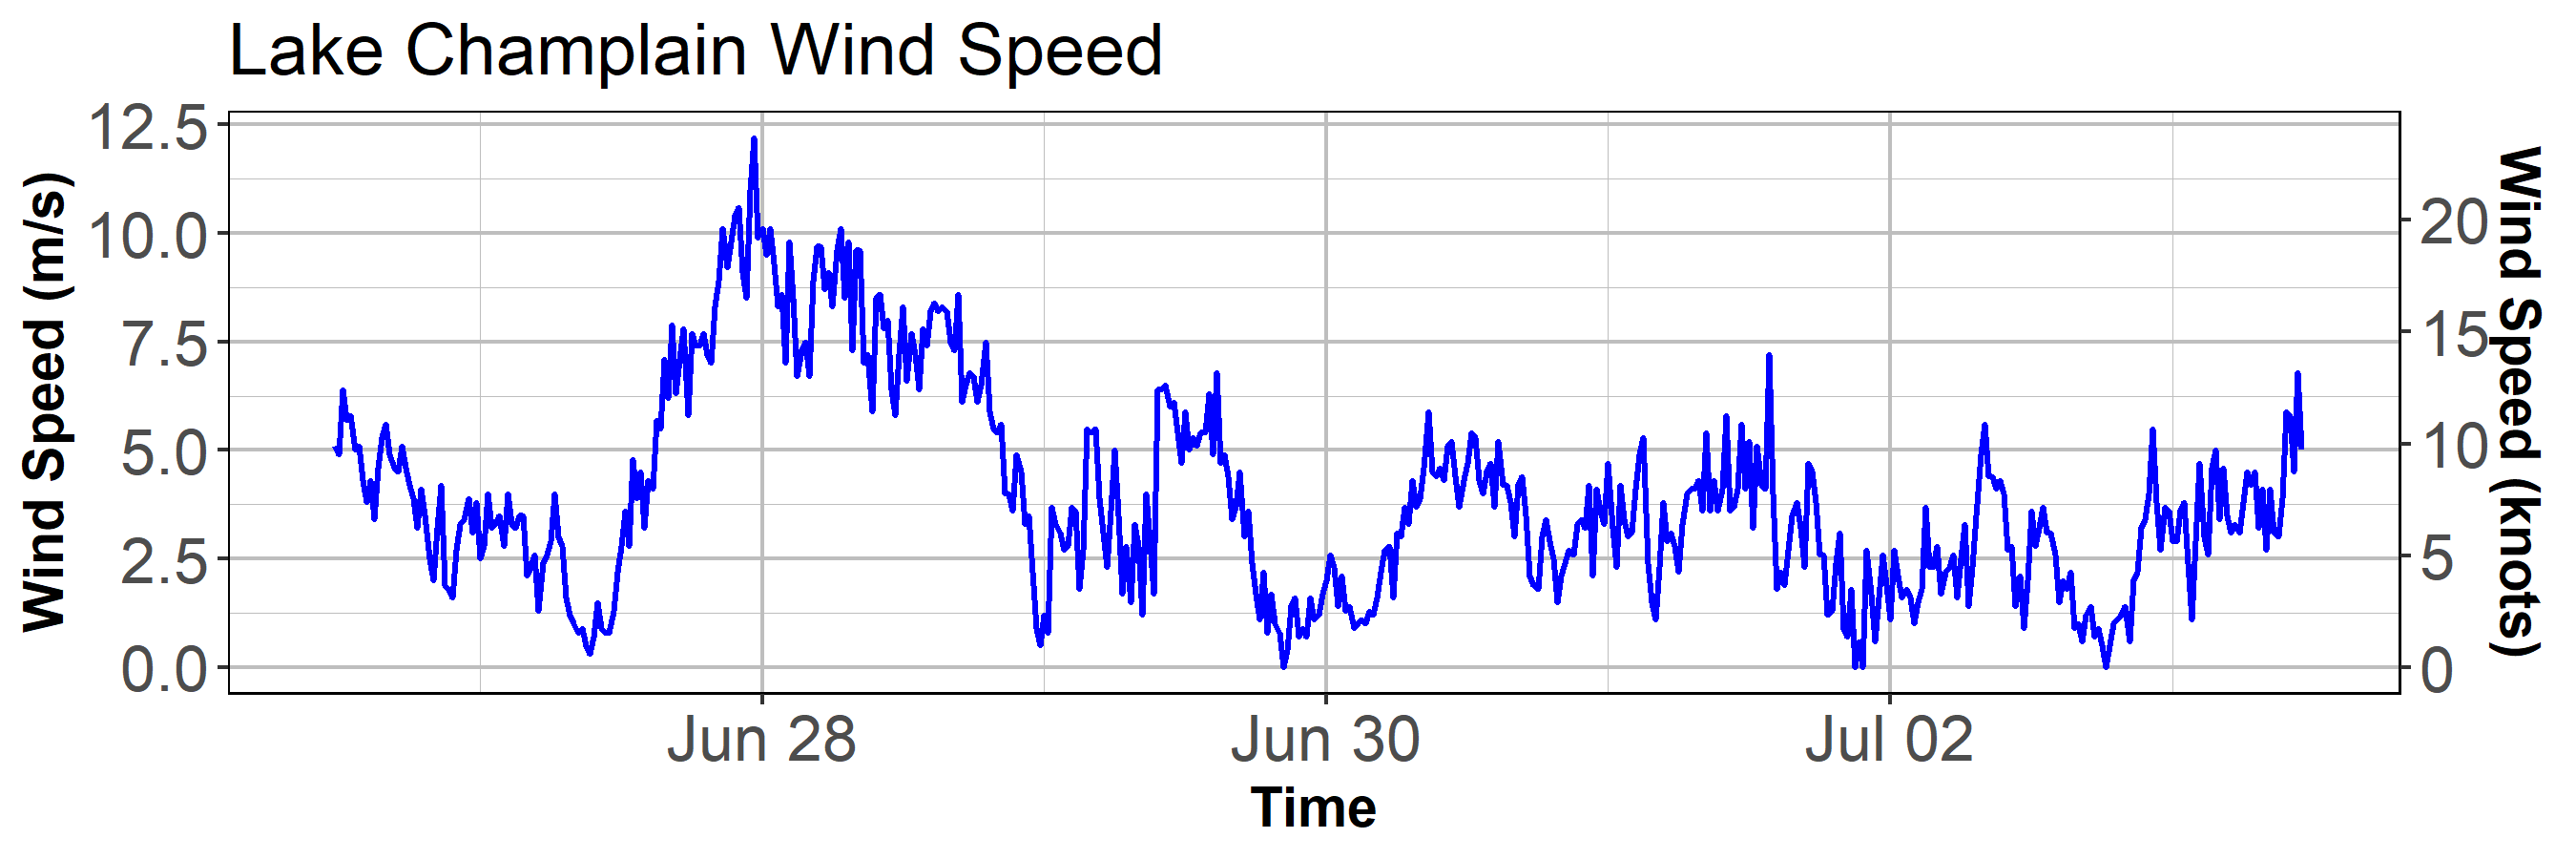 Lake Champlain Wind Speed
12.5
10.0
7.5
5.0
2.5
0.0
Wind Speed (m/s)
20
15
10
5
0
Wind Speed (knots)
Jun 28
Jun 30
Jul 02
Time